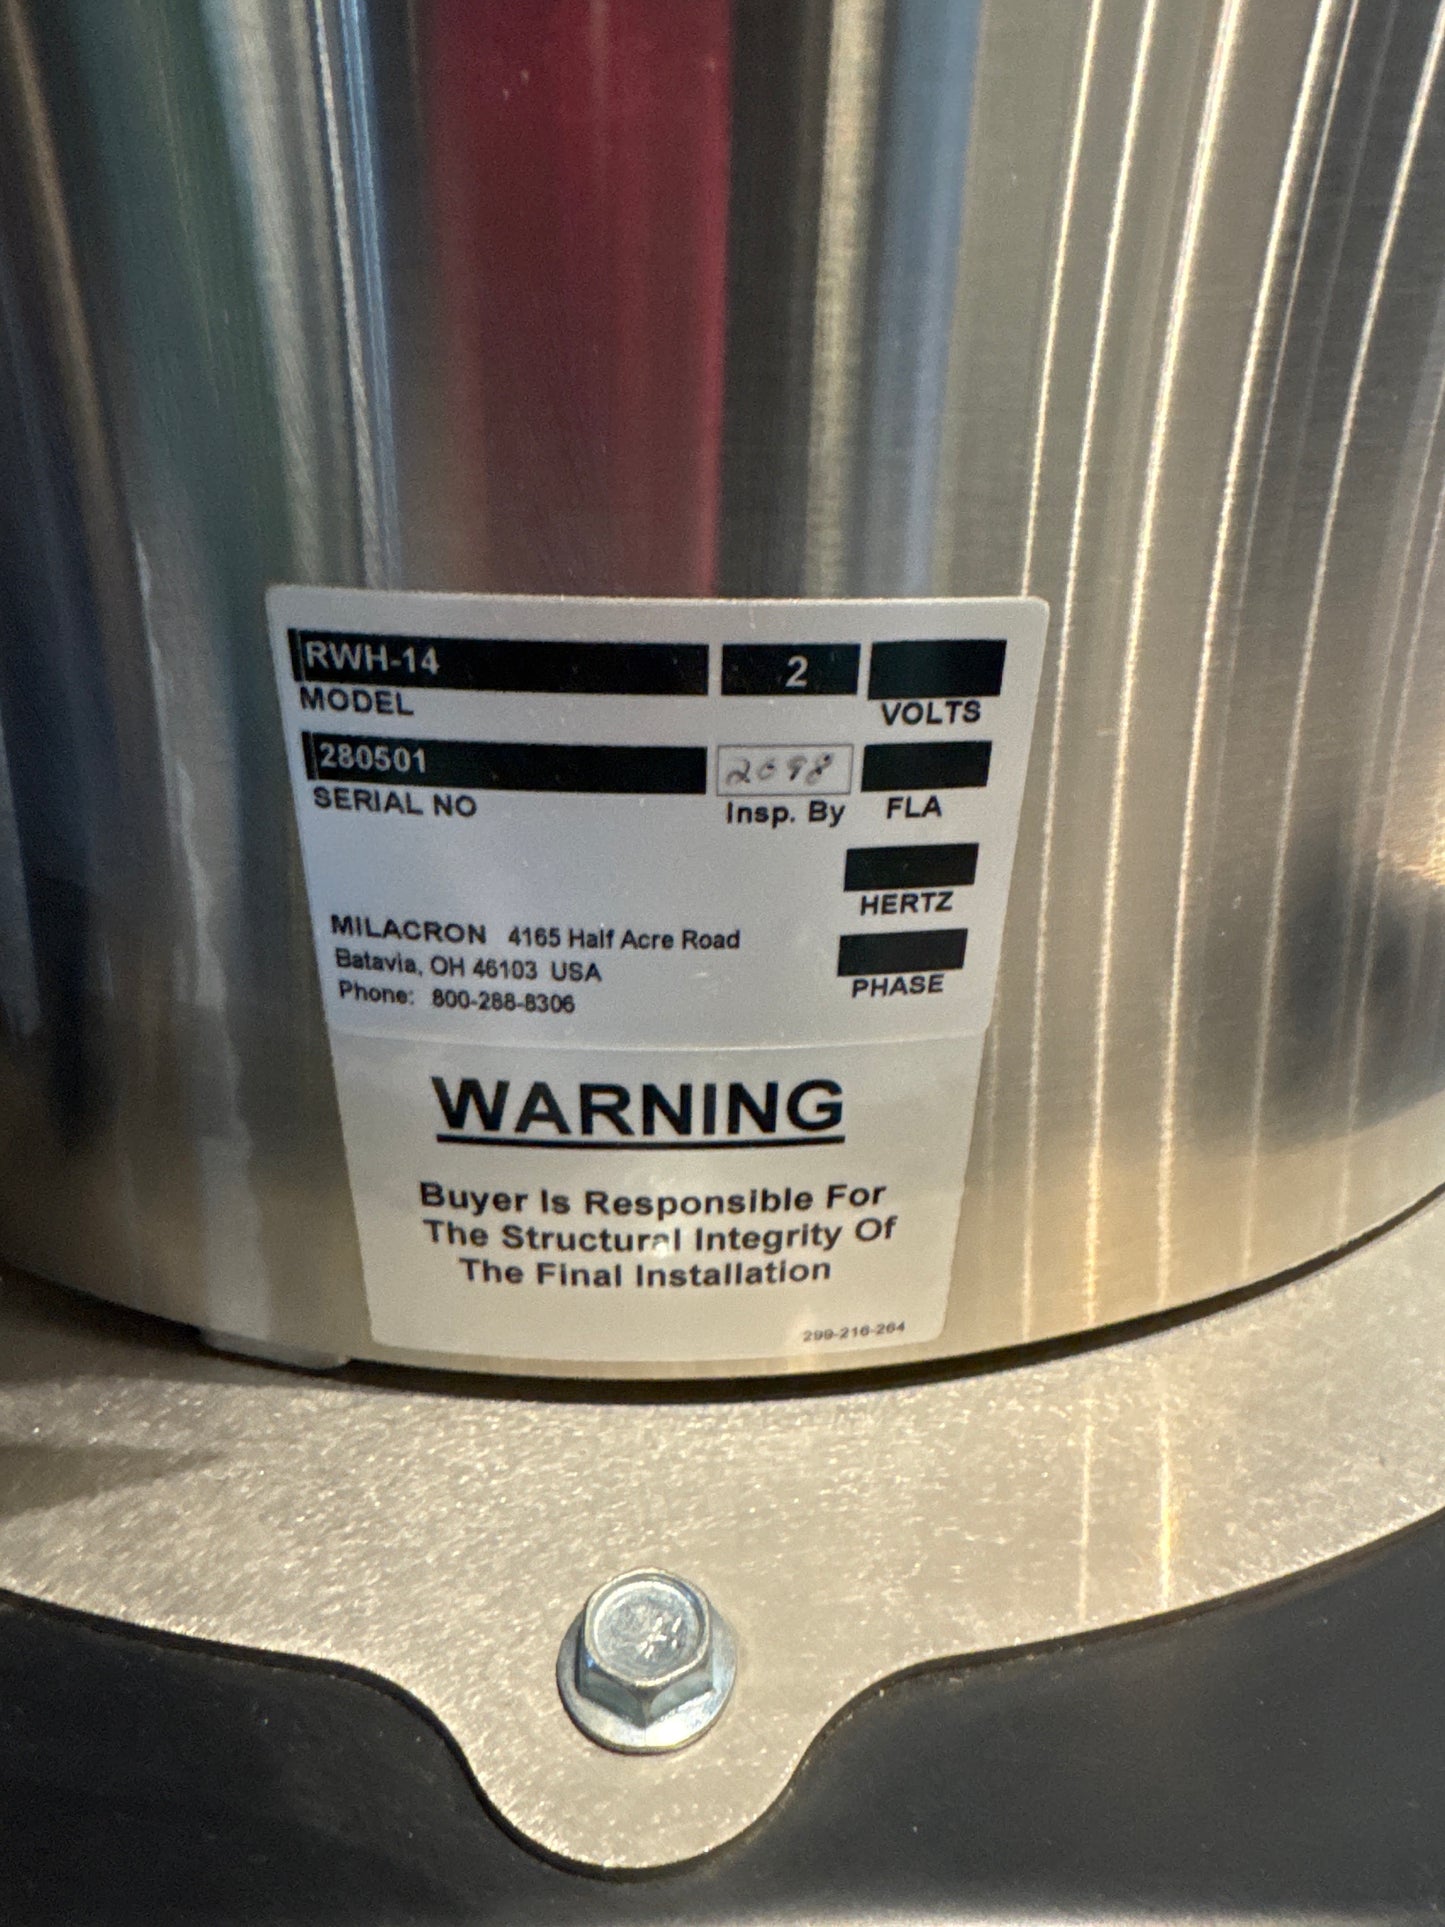 RWH-14 2
MODEL VOLTS
280501 2698
SERIAL NO Insp. By FLA
HERTZ
MILACRON 4165 Half Acre Road
Batavia, OH 46103 USA
PHASE
Phone: 800-288-8306
WARNING
Buyer Is Responsible For
The Structural Integrity Of
The Final Installation
299-216-264